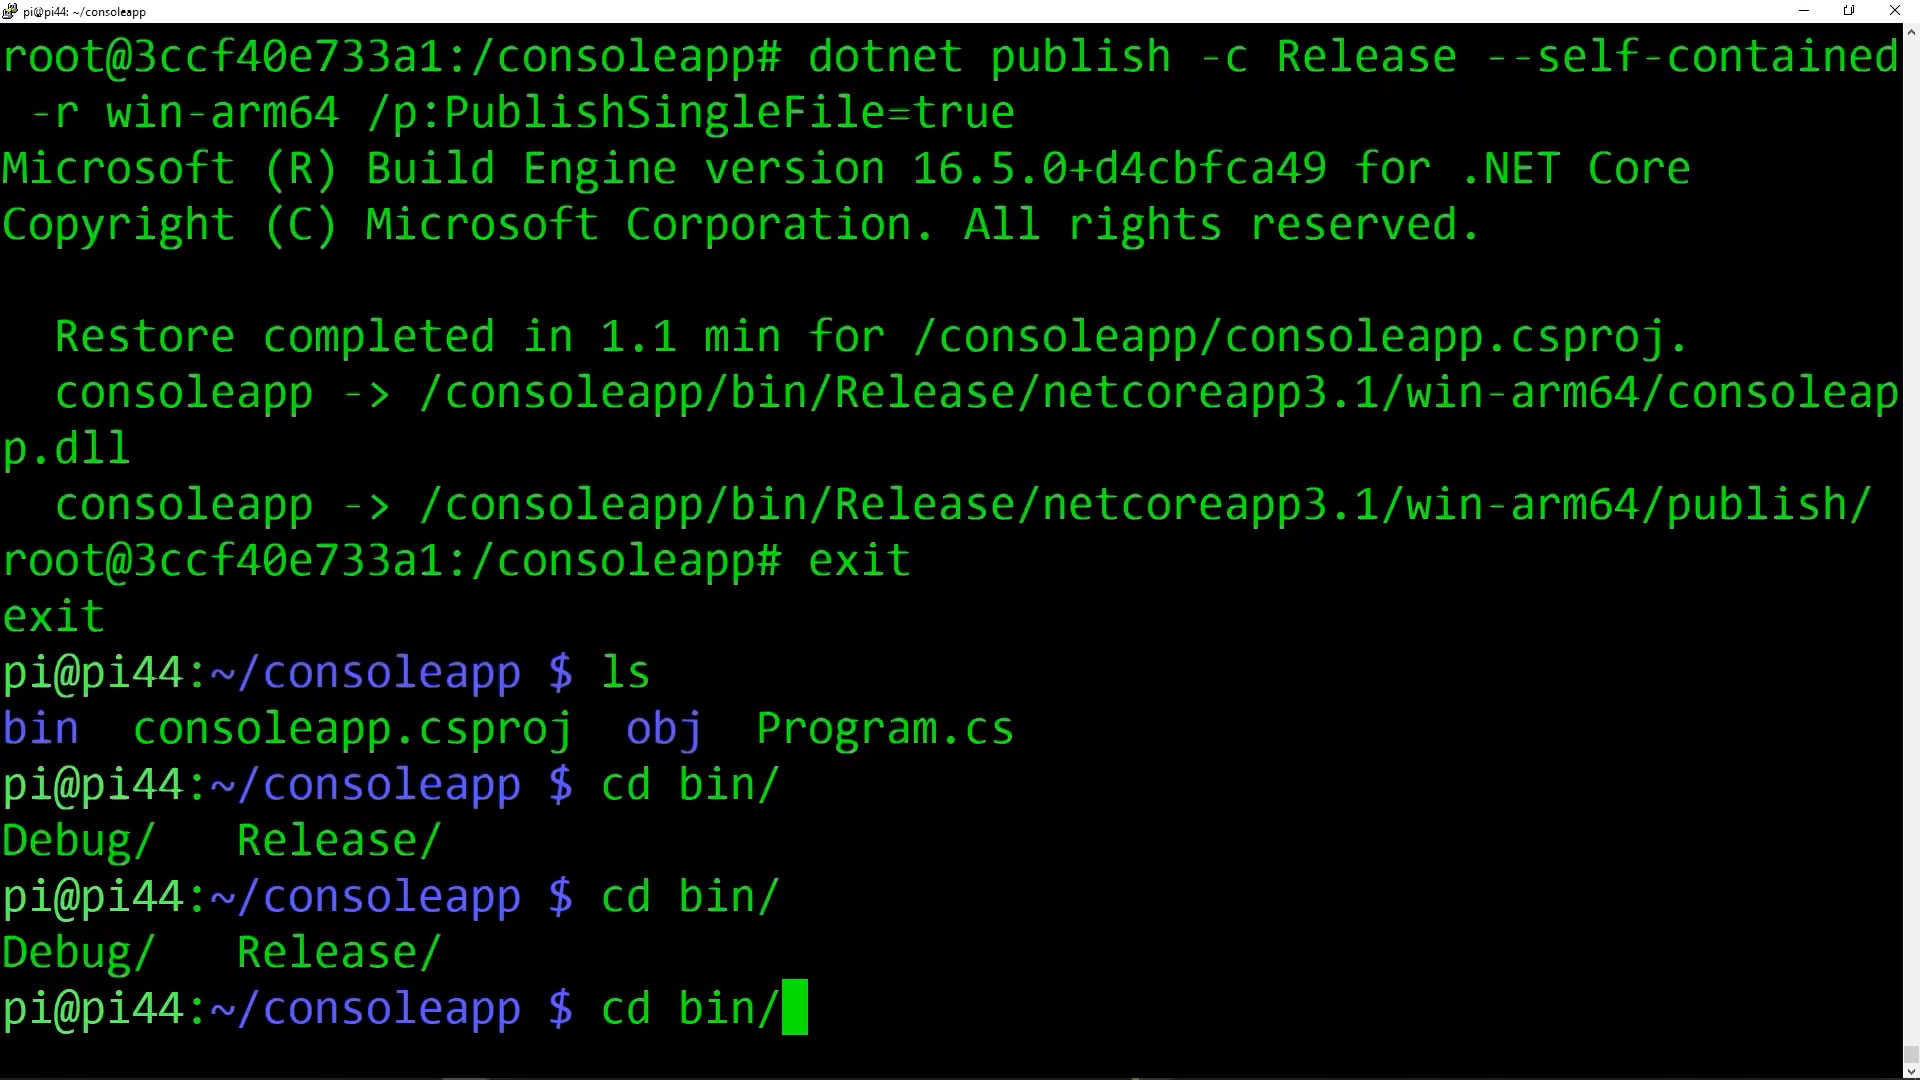 pi@pi44: ~/consoleapp
root@3ccf40e733a1:/consoleapp# dotnet publish -c Release --self-contained
 -r win-arm64 /p:PublishSingleFile=true
Microsoft (R) Build Engine version 16.5.0+d4cbfca49 for .NET Core
Copyright (C) Microsoft Corporation. All rights reserved.
  Restore completed in 1.1 min for /consoleapp/consoleapp.csproj.
  consoleapp -> /consoleapp/bin/Release/netcoreapp3.1/win-arm64/consoleap
p.dll
  consoleapp -> /consoleapp/bin/Release/netcoreapp3.1/win-arm64/publish/
root@3ccf40e733a1:/consoleapp# exit
exit
pi@pi44:~/consoleapp $ ls
bin  consoleapp.csproj  obj  Program.cs
pi@pi44:~/consoleapp $ cd bin/
Debug/   Release/
pi@pi44:~/consoleapp $ cd bin/
Debug/   Release/
pi@pi44:~/consoleapp $ cd bin/